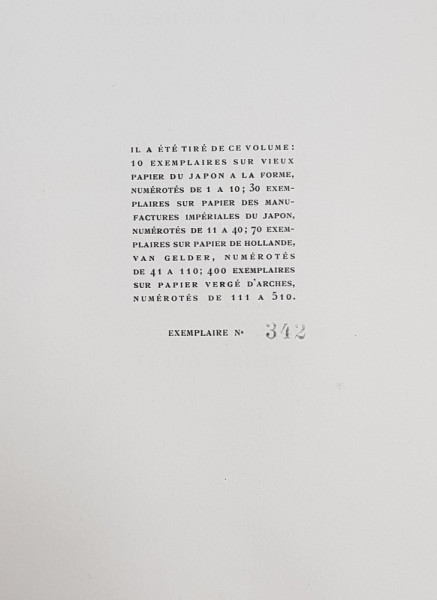 IL A ÉTÉ TIRÉ DE CE VOLUME:
10 EXEMPLAIRES SUR VIEUX
PAPIER DU JAPON A LA FORME,
NUMÉROTÉS DE 1 A 10; 30 EXEM-
PLAIRES SUR PAPIER DES MANU-
FACTURES IMPÉRIALES DU JAPON,
NUMÉROTÉS DE 11 A 40; 70 EXEM-
PLAIRES SUR PAPIER DE HOLLANDE,
VAN GELDER, NUMÉROTÉS
DE 41 A 110; 400 EXEMPLAIRES
SUR PAPIER VERGÉ D'ARCHES,
NUMÉROTÉS DE 111 A 510.
EXEMPLAIRE Nº 342